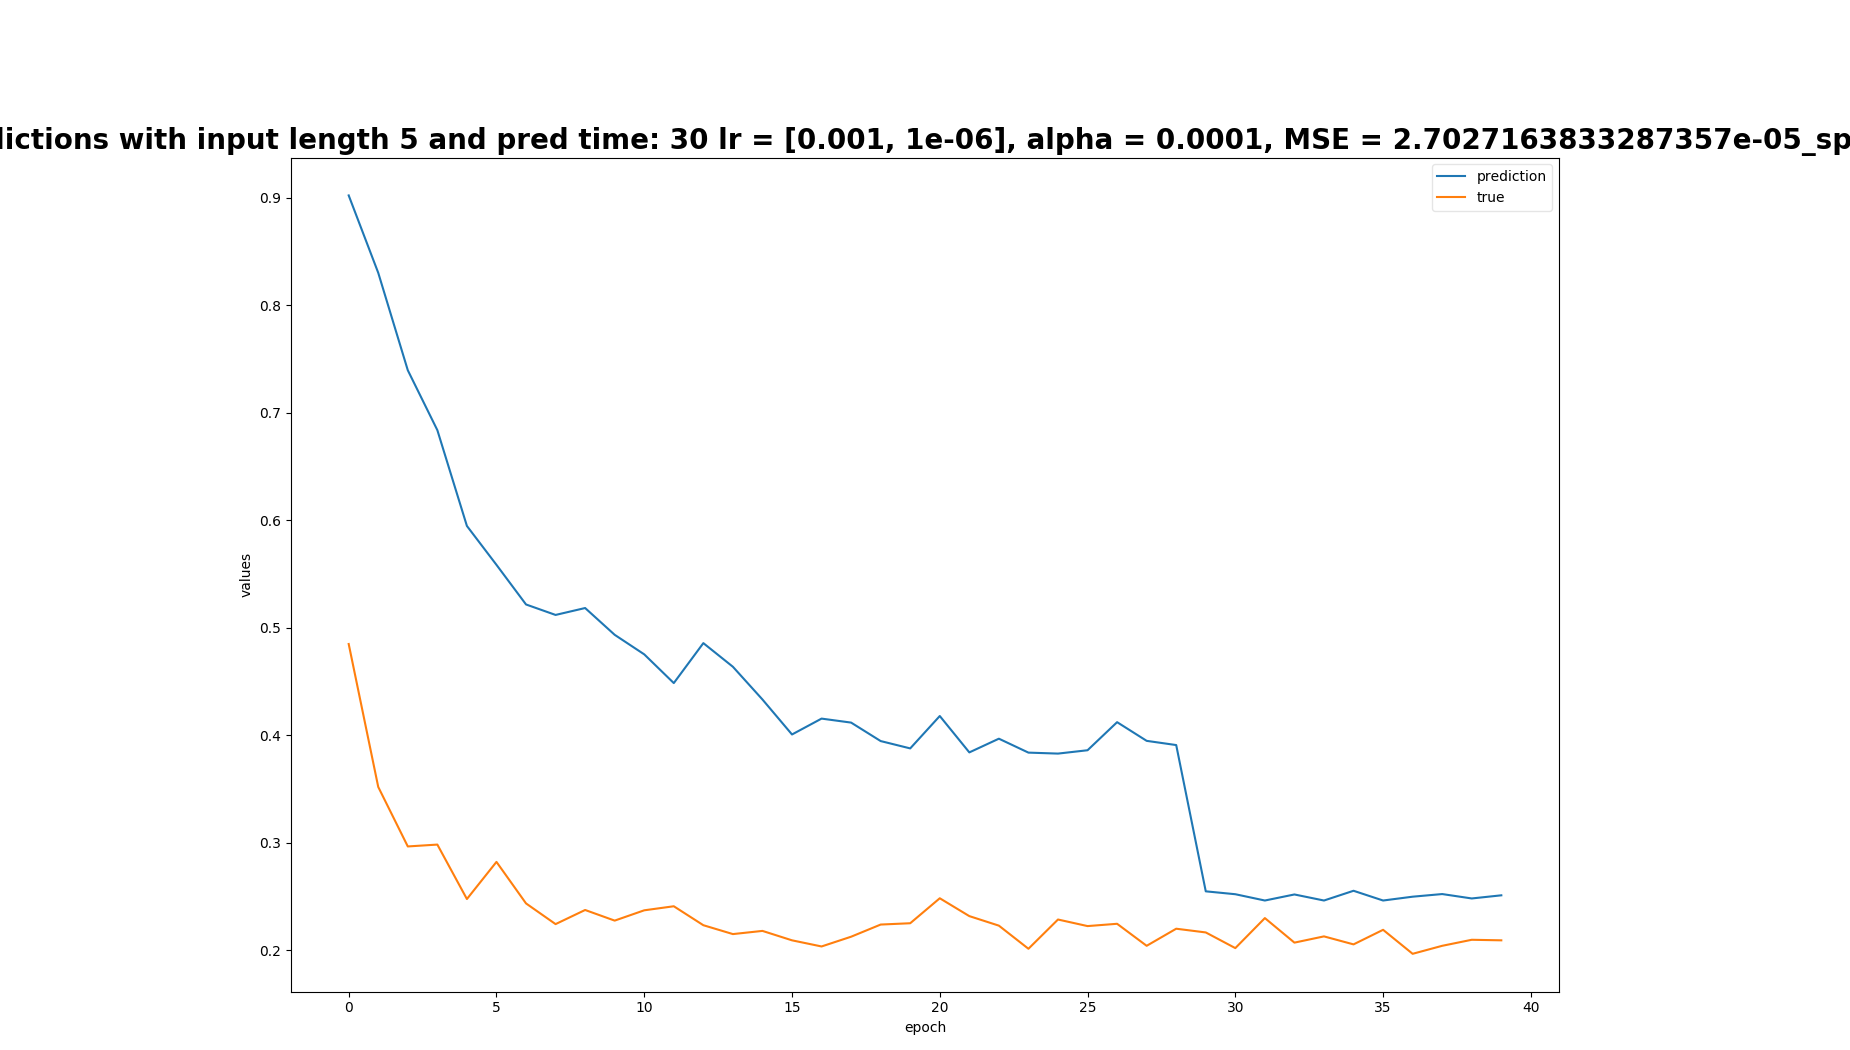 dictions with input length 5 and pred time: 30 lr = [0.001, 1e-06], alpha = 0.0001, MSE = 2.7027163833287357e-05_sp
prediction
true
0.9
0.8
0.7
0.6
0.5
0.4
0.3
0.2
values
0 5 10 15 20 25 30 35 40
epoch